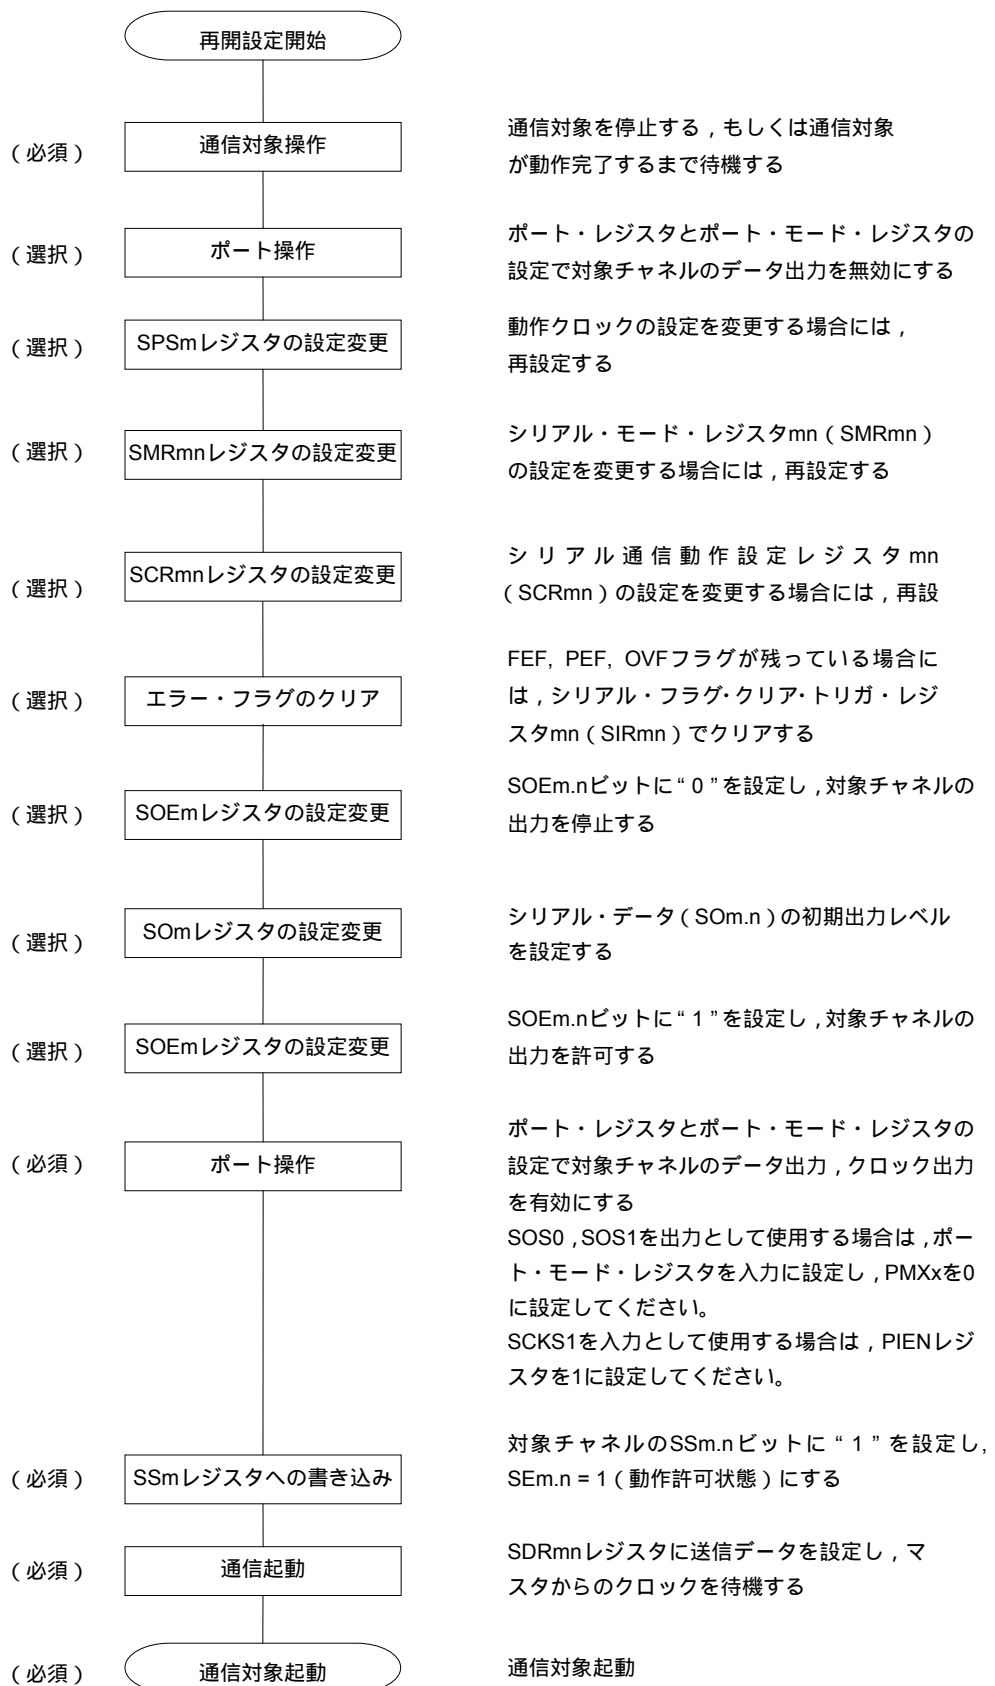 再開設定開始
(必須)
通信対象操作
通信対象を停止する,もしくは通信対象
が動作完了するまで待機する
(選択)
ポート操作
ポート・レジスタとポート・モード・レジスタの
設定で対象チャネルのデータ出力を無効にする
(選択)
SPSmレジスタの設定変更
動作クロックの設定を変更する場合には,
再設定する
(選択)
SMRmnレジスタの設定変更
シリアル・モード・レジスタmn(SMRmn)
の設定を変更する場合には,再設定する
(選択)
SCRmnレジスタの設定変更
シリアル通信動作設定レジスタmn
(SCRmn)の設定を変更する場合には,再設
(選択)
エラー・フラグのクリア
FEF, PEF, OVFフラグが残っている場合に
は,シリアル・フラグ・クリア・トリガ・レジ
スタmn(SIRmn)でクリアする
(選択)
SOEmレジスタの設定変更
SOEm.nビットに“0”を設定し,対象チャネルの
出力を停止する
(選択)
SOmレジスタの設定変更
シリアル・データ(SOm.n)の初期出力レベル
を設定する
(選択)
SOEmレジスタの設定変更
SOEm.nビットに“1”を設定し,対象チャネルの
出力を許可する
(必須)
ポート操作
ポート・レジスタとポート・モード・レジスタの
設定で対象チャネルのデータ出力,クロック出力
を有効にする
SOS0,SOS1を出力として使用する場合は,ポー
ト・モード・レジスタを入力に設定し,PMXxを0
に設定してください。
SCKS1を入力として使用する場合は,PIENレジ
スタを1に設定してください。
(必須)
SSmレジスタへの書き込み
対象チャネルのSSm.nビットに“1”を設定し,
SEm.n = 1(動作許可状態)にする
(必須)
通信起動
SDRmnレジスタに送信データを設定し,マ
スタからのクロックを待機する
(必須)
通信対象起動
通信対象起動